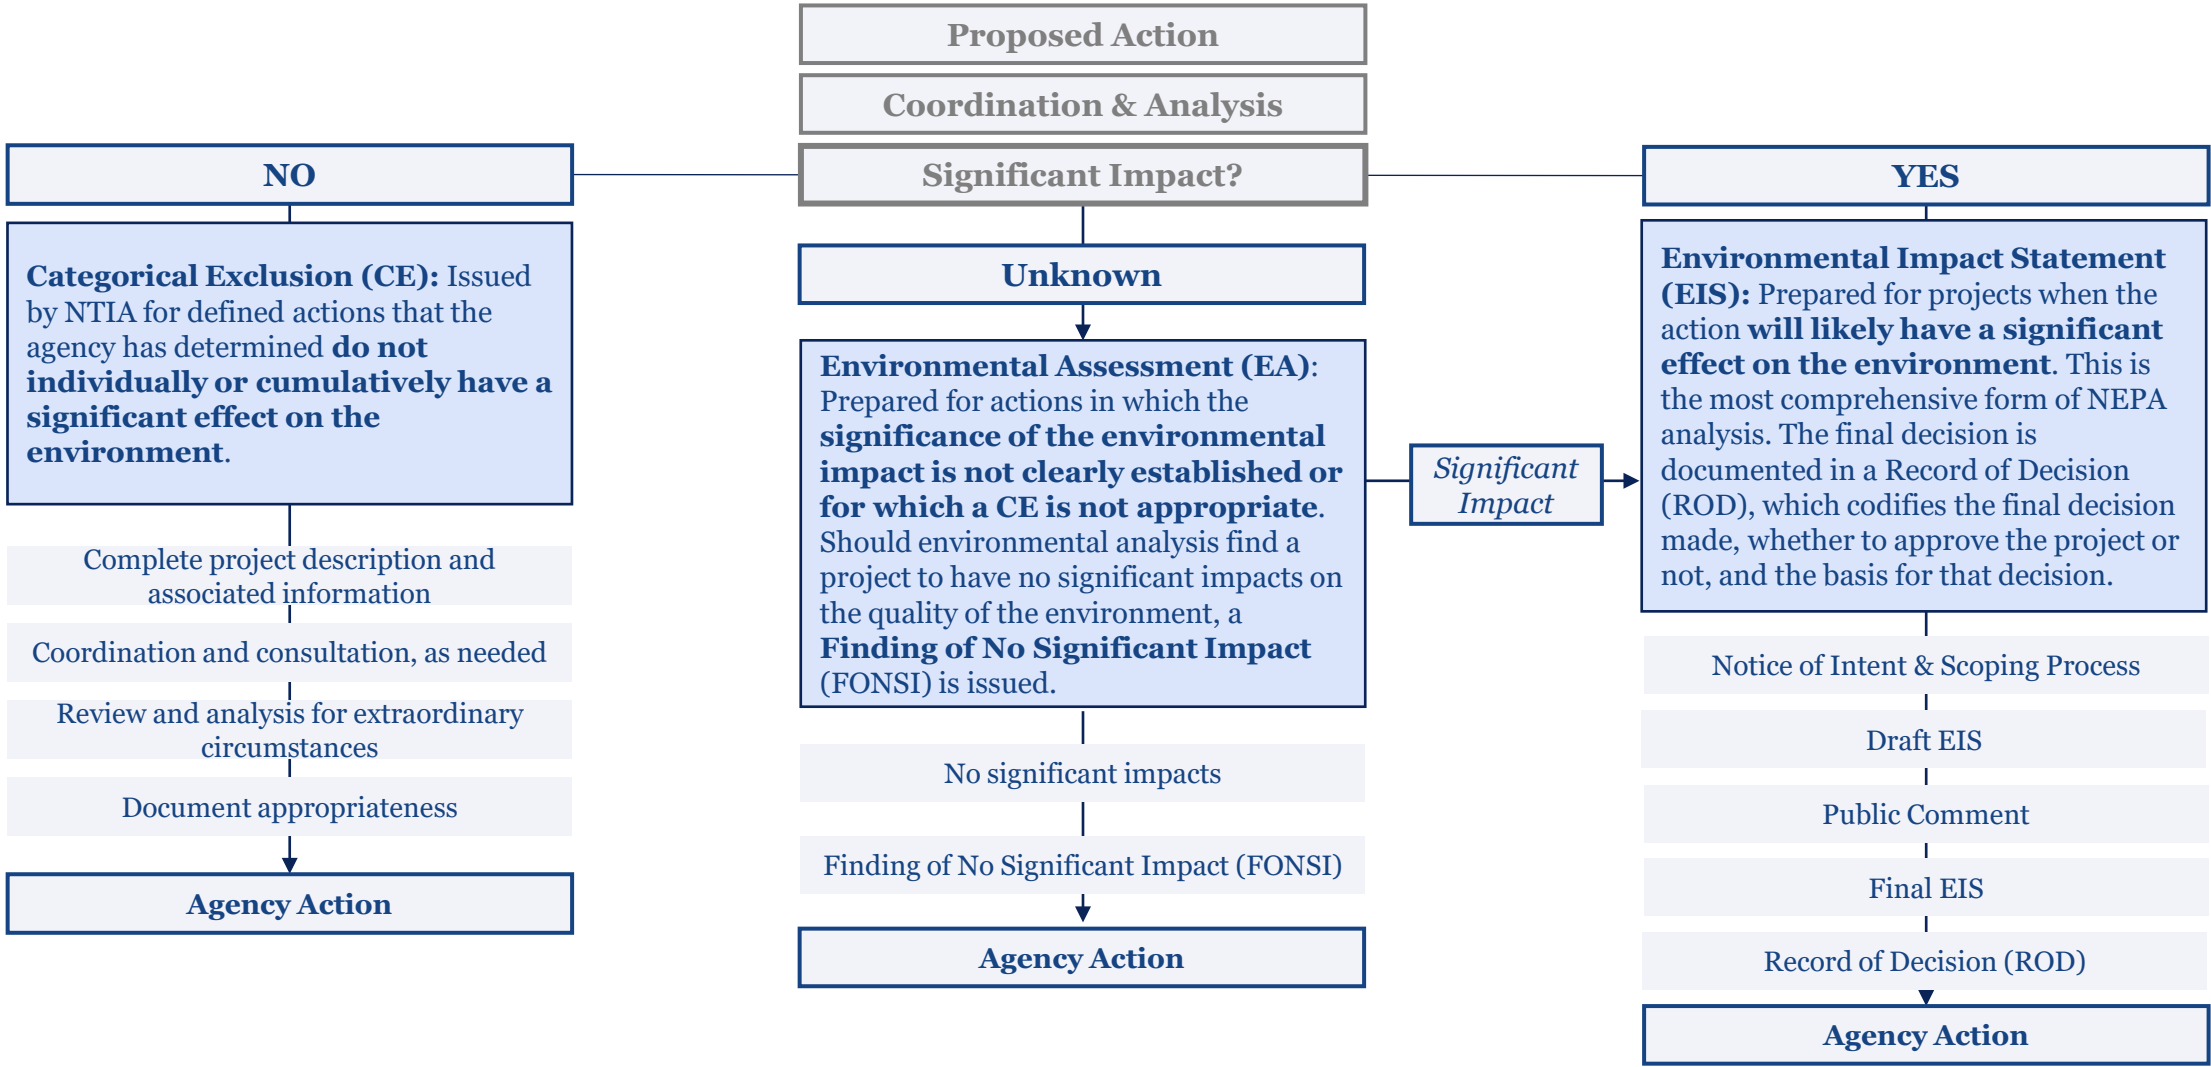 Proposed Action
Coordination & Analysis
Significant Impact?
NO
Categorical Exclusion (CE): Issued
by NTIA for defined actions that the
agency has determined do not
individually or cumulatively have a
significant effect on the
environment.
Complete project description and
associated information
Coordination and consultation, as needed
Review and analysis for extraordinary
circumstances
Document appropriateness
Agency Action
Unknown
Environmental Assessment (EA):
Prepared for actions in which the
significance of the environmental
impact is not clearly established or
for which a CE is not appropriate.
Should environmental analysis find a
project to have no significant impacts on
the quality of the environment, a
Finding of No Significant Impact
(FONSI) is issued.
No significant impacts
Finding of No Significant Impact (FONSI)
Agency Action
Significant
Impact
YES
Environmental Impact Statement
(EIS): Prepared for projects when the
action will likely have a significant
effect on the environment. This is
the most comprehensive form of NEPA
analysis. The final decision is
documented in a Record of Decision
(ROD), which codifies the final decision
made, whether to approve the project or
not, and the basis for that decision.
Notice of Intent & Scoping Process
Draft EIS
Public Comment
Final EIS
Record of Decision (ROD)
Agency Action